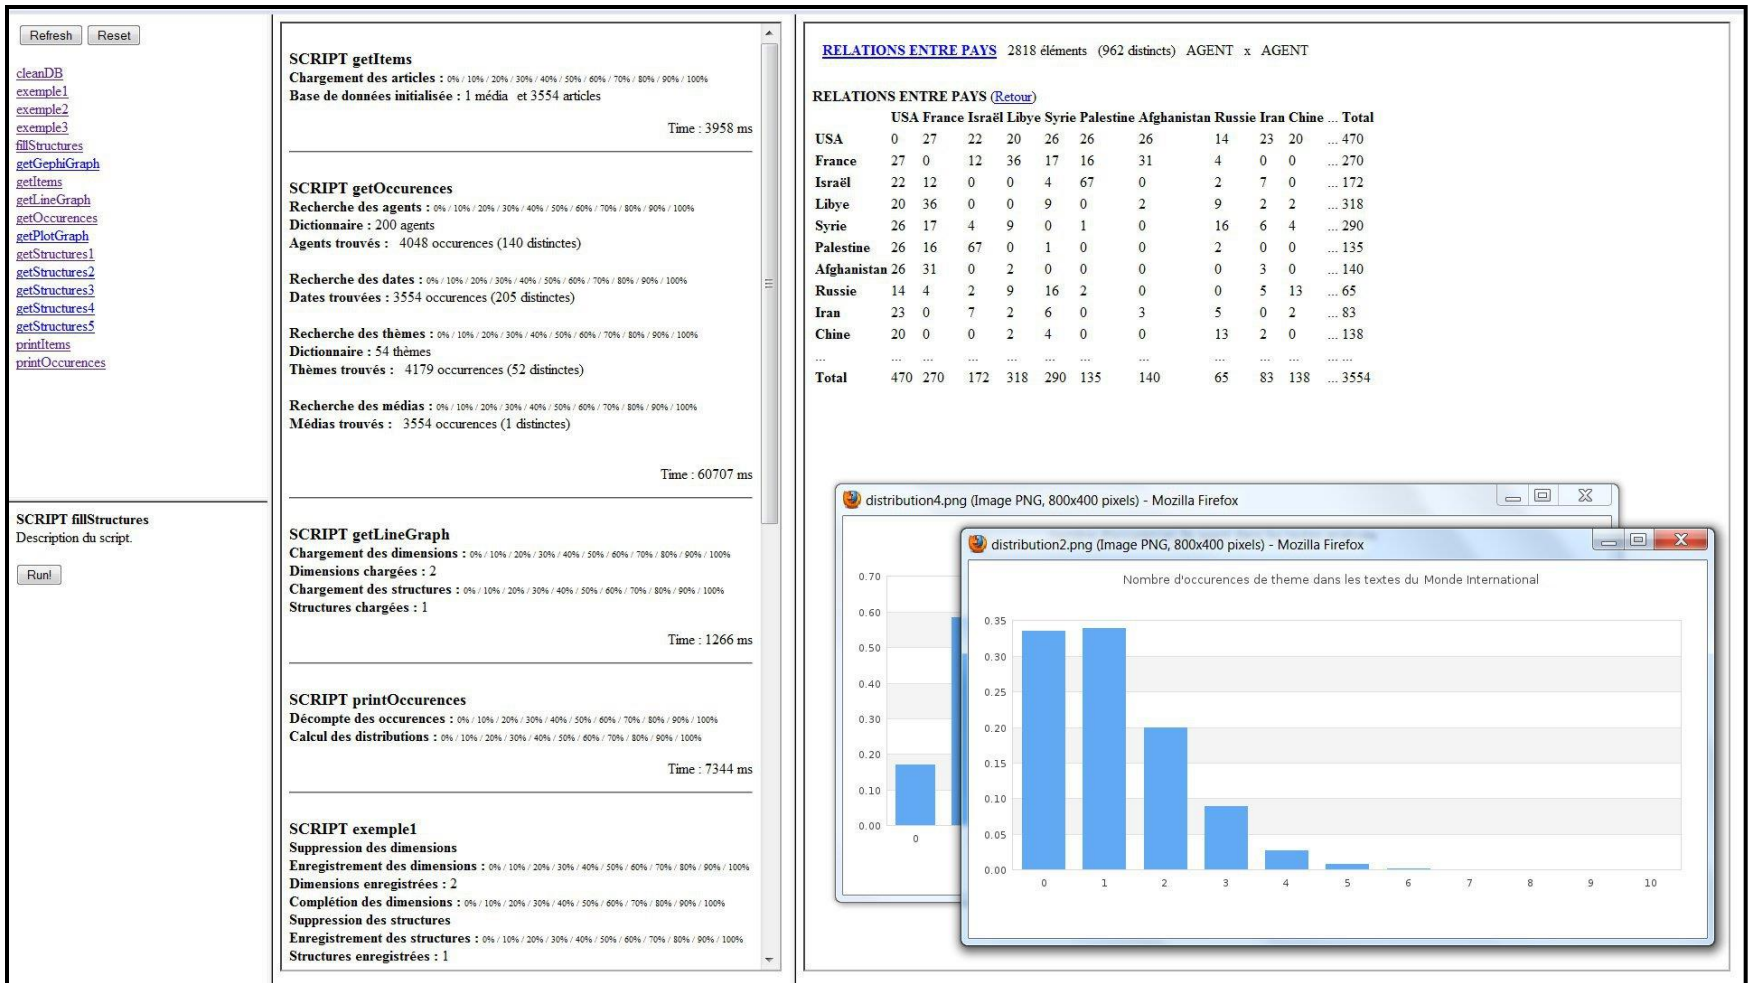 Refresh Reset
cleanDB
exemple1
exemple2
exemple3
fillStructures
getGephiGraph
getItems
getLineGraph
getOccurences
getPlotGraph
getStructures1
getStructures2
getStructures3
getStructures4
getStructures5
printItems
printOccurences
SCRIPT fillStructures
Description du script.
Run!
SCRIPT getItems
Chargement des articles : 0% / 10% / 20% / 30% / 40% / 50% / 60% / 70% / 80% / 90% / 100%
Base de données initialisée : 1 média et 3554 articles
Time : 3958 ms
SCRIPT getOccurences
Recherche des agents : 0% / 10% / 20% / 30% / 40% / 50% / 60% / 70% / 80% / 90% / 100%
Dictionnaire : 200 agents
Agents trouvés : 4048 occurences (140 distinctes)
Recherche des dates : 0% / 10% / 20% / 30% / 40% / 50% / 60% / 70% / 80% / 90% / 100%
Dates trouvées : 3554 occurences (205 distinctes)
Recherche des thèmes : 0% / 10% / 20% / 30% / 40% / 50% / 60% / 70% / 80% / 90% / 100%
Dictionnaire : 54 thèmes
Thèmes trouvés : 4179 occurrences (52 distinctes)
Recherche des médias : 0% / 10% / 20% / 30% / 40% / 50% / 60% / 70% / 80% / 90% / 100%
Médias trouvés : 3554 occurences (1 distinctes)
Time : 60707 ms
SCRIPT getLineGraph
Chargement des dimensions : 0% / 10% / 20% / 30% / 40% / 50% / 60% / 70% / 80% / 90% / 100%
Dimensions chargées : 2
Chargement des structures : 0% / 10% / 20% / 30% / 40% / 50% / 60% / 70% / 80% / 90% / 100%
Structures chargées : 1
Time : 1266 ms
SCRIPT printOccurences
Décompte des occurences : 0% / 10% / 20% / 30% / 40% / 50% / 60% / 70% / 80% / 90% / 100%
Calcul des distributions : 0% / 10% / 20% / 30% / 40% / 50% / 60% / 70% / 80% / 90% / 100%
Time : 7344 ms
SCRIPT exemple1
Suppression des dimensions
Enregistrement des dimensions : 0% / 10% / 20% / 30% / 40% / 50% / 60% / 70% / 80% / 90% / 100%
Dimensions enregistrées : 2
Complétion des dimensions : 0% / 10% / 20% / 30% / 40% / 50% / 60% / 70% / 80% / 90% / 100%
Suppression des structures
Enregistrement des structures : 0% / 10% / 20% / 30% / 40% / 50% / 60% / 70% / 80% / 90% / 100%
Structures enregistrées : 1
RELATIONS ENTRE PAYS 2818 éléments (962 distincts) AGENT x AGENT
RELATIONS ENTRE PAYS (Retour)
USA France Israël Libye Syrie Palestine Afghanistan Russie Iran Chine ... Total
USA 0 27 22 20 26 26 26 14 23 20 ... 470
France 27 0 12 36 17 16 31 4 0 0 ... 270
Israël 22 12 0 0 4 67 0 2 7 0 ... 172
Libye 20 36 0 0 9 0 2 9 2 2 ... 318
Syrie 26 17 4 9 0 1 0 16 6 4 ... 290
Palestine 26 16 67 0 1 0 0 2 0 0 ... 135
Afghanistan 26 31 0 2 0 0 0 0 3 0 ... 140
Russie 14 4 2 9 16 2 0 0 5 13 ... 65
Iran 23 0 7 2 6 0 3 5 0 2 ... 83
Chine 20 0 0 2 4 0 0 13 2 0 ... 138
... ... ... ... ... ... ... ... ... ... ... ... ...
Total 470 270 172 318 290 135 140 65 83 138 ... 3554
distribution4.png (Image PNG, 800x400 pixels) - Mozilla Firefox
0.70
0.60
0.50
0.40
0.30
0.20
0.10
0.00
0
distribution2.png (Image PNG, 800x400 pixels) - Mozilla Firefox
Nombre d'occurences de theme dans les textes du Monde International
0.35
0.30
0.25
0.20
0.15
0.10
0.05
0.00
0 1 2 3 4 5 6 7 8 9 10